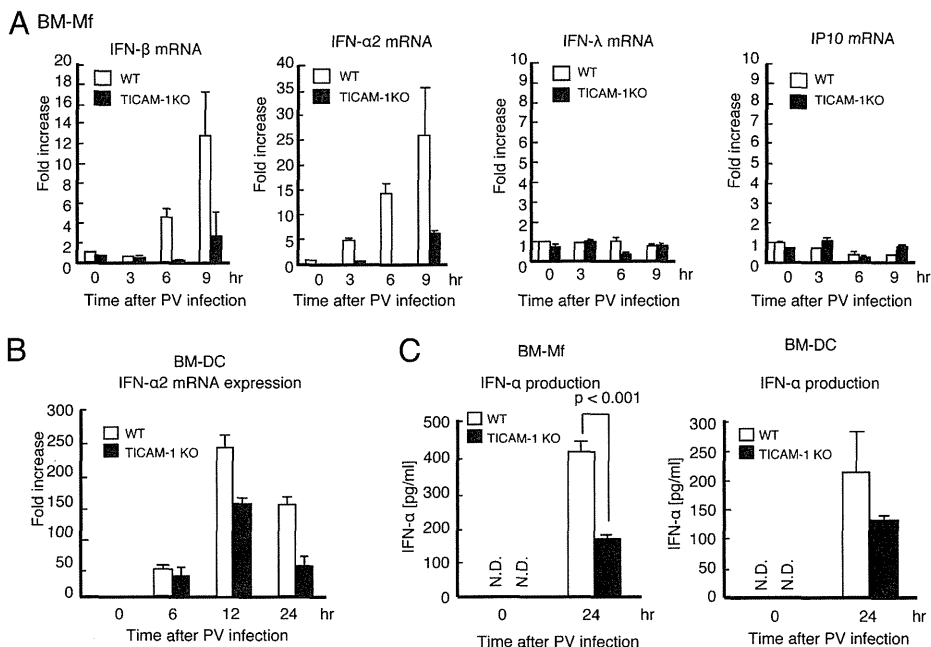 A BM-Mf
IFN-β mRNA
WT
TICAM-1KO
Fold increase
20
18
16
14
12
10
8
6
4
2
0
0 3 6 9 hr
Time after PV infection
IFN-α2 mRNA
WT
TICAM-1KO
Fold increase
40
35
30
25
20
15
10
5
0
0 3 6 9 hr
Time after PV infection
IFN-λ mRNA
WT
TICAM-1KO
Fold increase
10
9
8
7
6
5
4
3
2
1
0
0 3 6 9 hr
Time after PV infection
IP10 mRNA
WT
TICAM-1KO
Fold increase
10
9
8
7
6
5
4
3
2
1
0
0 3 6 9 hr
Time after PV infection
B
BM-DC
IFN-α2 mRNA expression
WT
TICAM-1 KO
Fold increase
300
250
200
150
100
50
0
0 6 12 24 hr
Time after PV infection
C
BM-Mf
IFN-α production
p < 0.001
WT
TICAM-1 KO
IFN-α [pg/ml]
500
400
300
200
100
0
N.D. N.D.
0 24 hr
Time after PV infection
BM-DC
IFN-α production
WT
TICAM-1 KO
IFN-α [pg/ml]
300
250
200
150
100
50
0
N.D. N.D.
0 24 hr
Time after PV infection